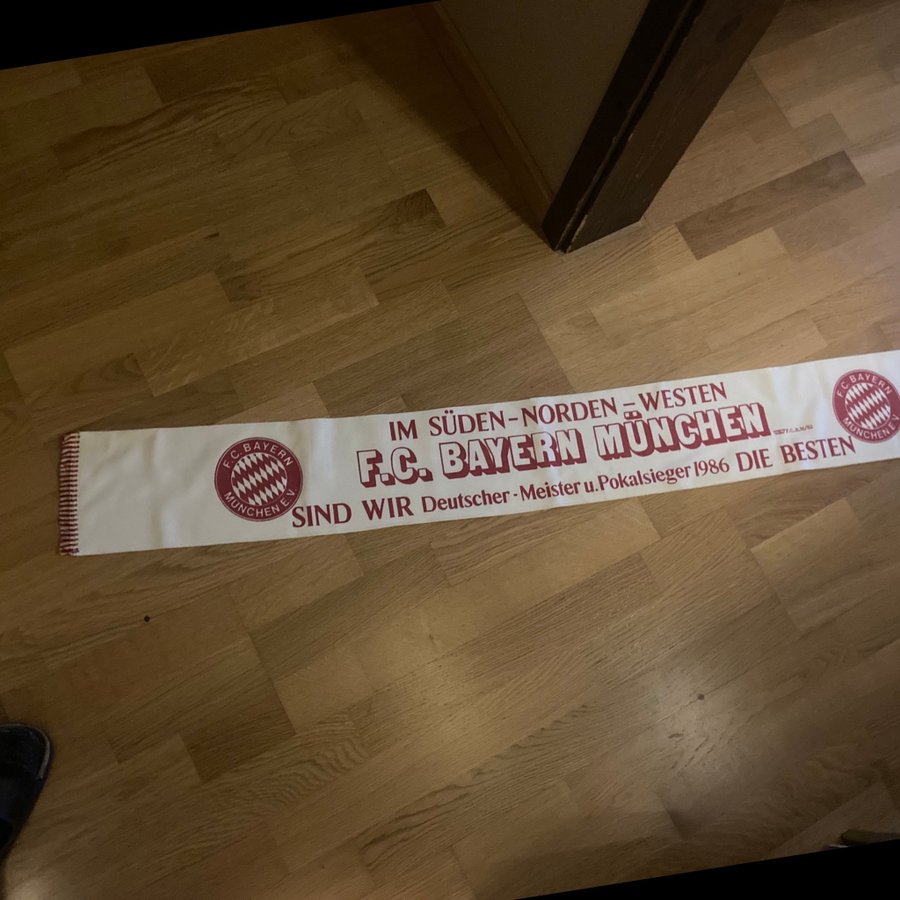 IM SÜDEN-NORDEN-WESTEN
F.C. BAYERN MÜNCHEN
SIND WIR Deutscher-Meister u. Pokalsieger 1986 DIE BESTEN
F.C. BAYERN
MÜNCHEN E.V.
F.C. BAYERN
MÜNCHEN E.V.